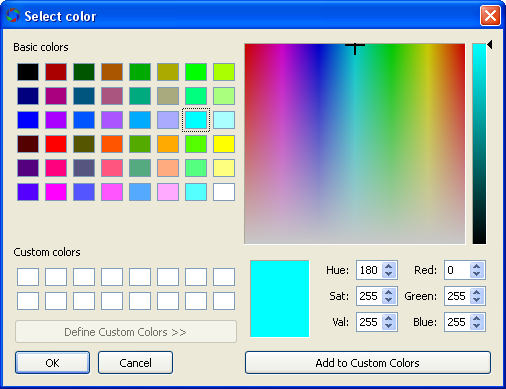 Select color
Basic colors
Custom colors
Define Custom Colors >>
OK Cancel
Hue: 180 Red: 0
Sat: 255 Green: 255
Val: 255 Blue: 255
Add to Custom Colors